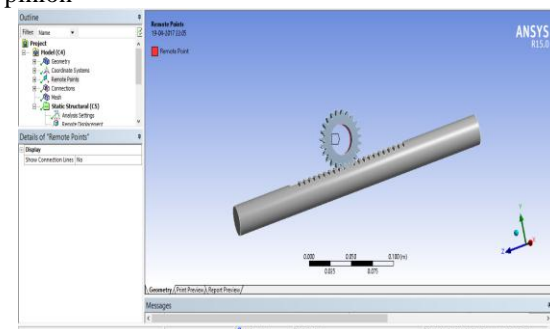 pinion
Outline
Filter: Name
Project
Model (C4)
Geometry
Coordinate Systems
Remote Points
Connections
Mesh
Static Structural (C5)
Analysis Settings
Remote Displacement
Details of "Remote Points"
Display
Show Connection Lines No
Remote Points
19-04-2017 23:05
Remote Point
ANSYS
R15.0
0.000 0.050 0.100 (m)
0.025 0.075
Y
X
Z
Geometry / Print Preview / Report Preview /
Messages